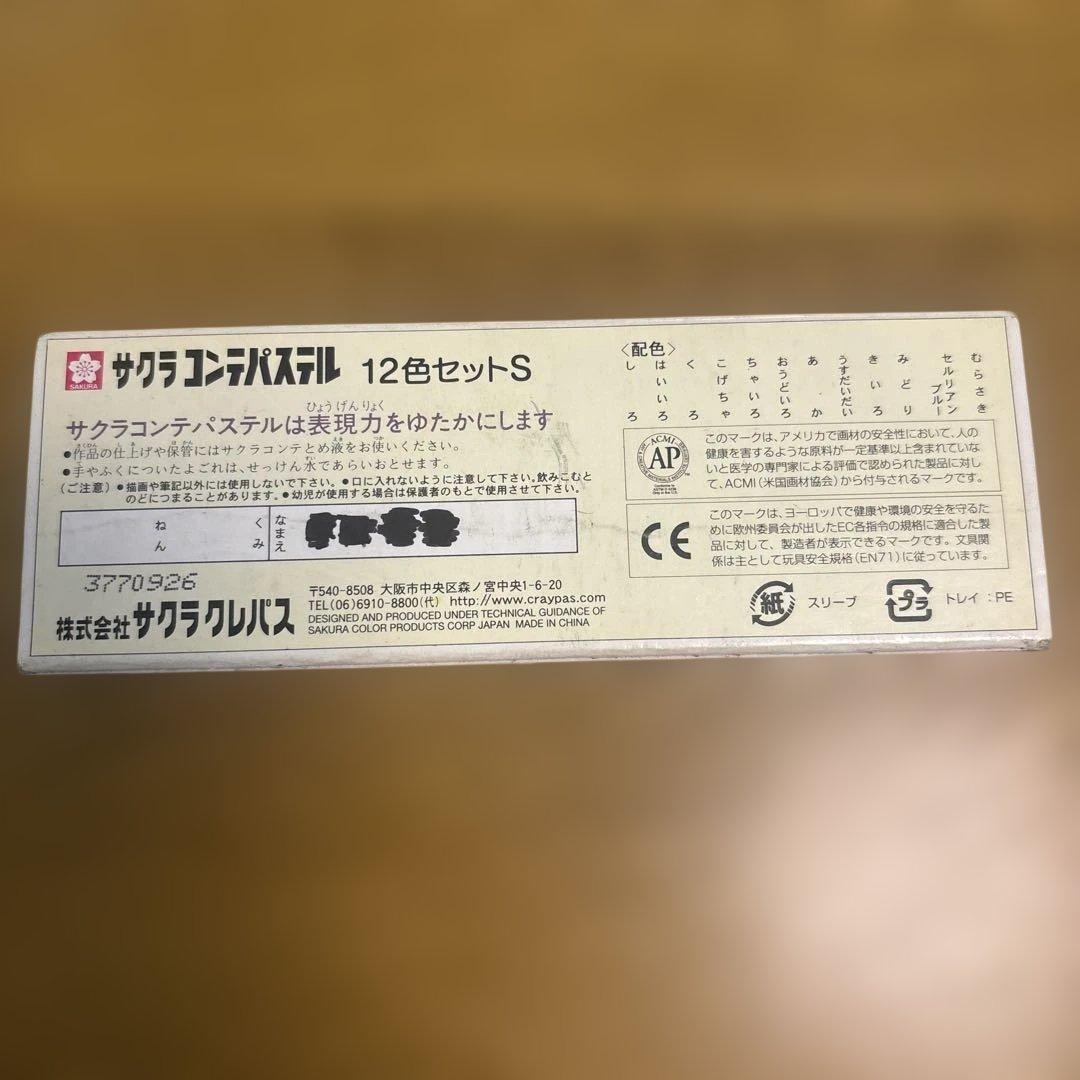 SAKURA
サクラ コンテパステル 12色セットS
ひょうげんりょく
サクラコンテパステルは表現力をゆたかにします
さくひん しあ ほかん えき つか
●作品の仕上げや保管にはサクラコンテとめ液をお使いください。
すい
●手やふくについたよごれは、せっけん水であらいおとせます。
(ご注意) ●描画や筆記以外には使用しないで下さい。●口に入れないように注意して下さい。飲みこむと
のどにつまることがあります。●幼児が使用する場合は保護者のもとで使用させて下さい。
ねん
くみ
なまえ
3770926
株式会社サクラクレパス
〒540-8508 大阪市中央区森ノ宮中央1-6-20
TEL(06)6910-8800(代) http://www.craypas.com
DESIGNED AND PRODUCED UNDER TECHNICAL GUIDANCE OF
SAKURA COLOR PRODUCTS CORP JAPAN MADE IN CHINA
〈配色〉
しろ
はいいろ
くろ
こげちゃ
ちゃいろ
おうどいろ
あか
うすだいだい
きいろ
みどり
セルリアンブルー
むらさき
ACMI
AP
このマークは、アメリカで画材の安全性において、人の
健康を害するような原料が一定基準以上含まれていな
いと医学の専門家による評価で認められた製品に対し
て、ACMI(米国画材協会)から付与されるマークです。
CE
このマークは、ヨーロッパで健康や環境の安全を守るた
めに欧州委員会が出したEC各指令の規格に適合した製
品に対して、製造者が表示できるマークです。文具関
係は主として玩具安全規格(EN71)に従っています。
紙 スリーブ
プラ トレイ:PE